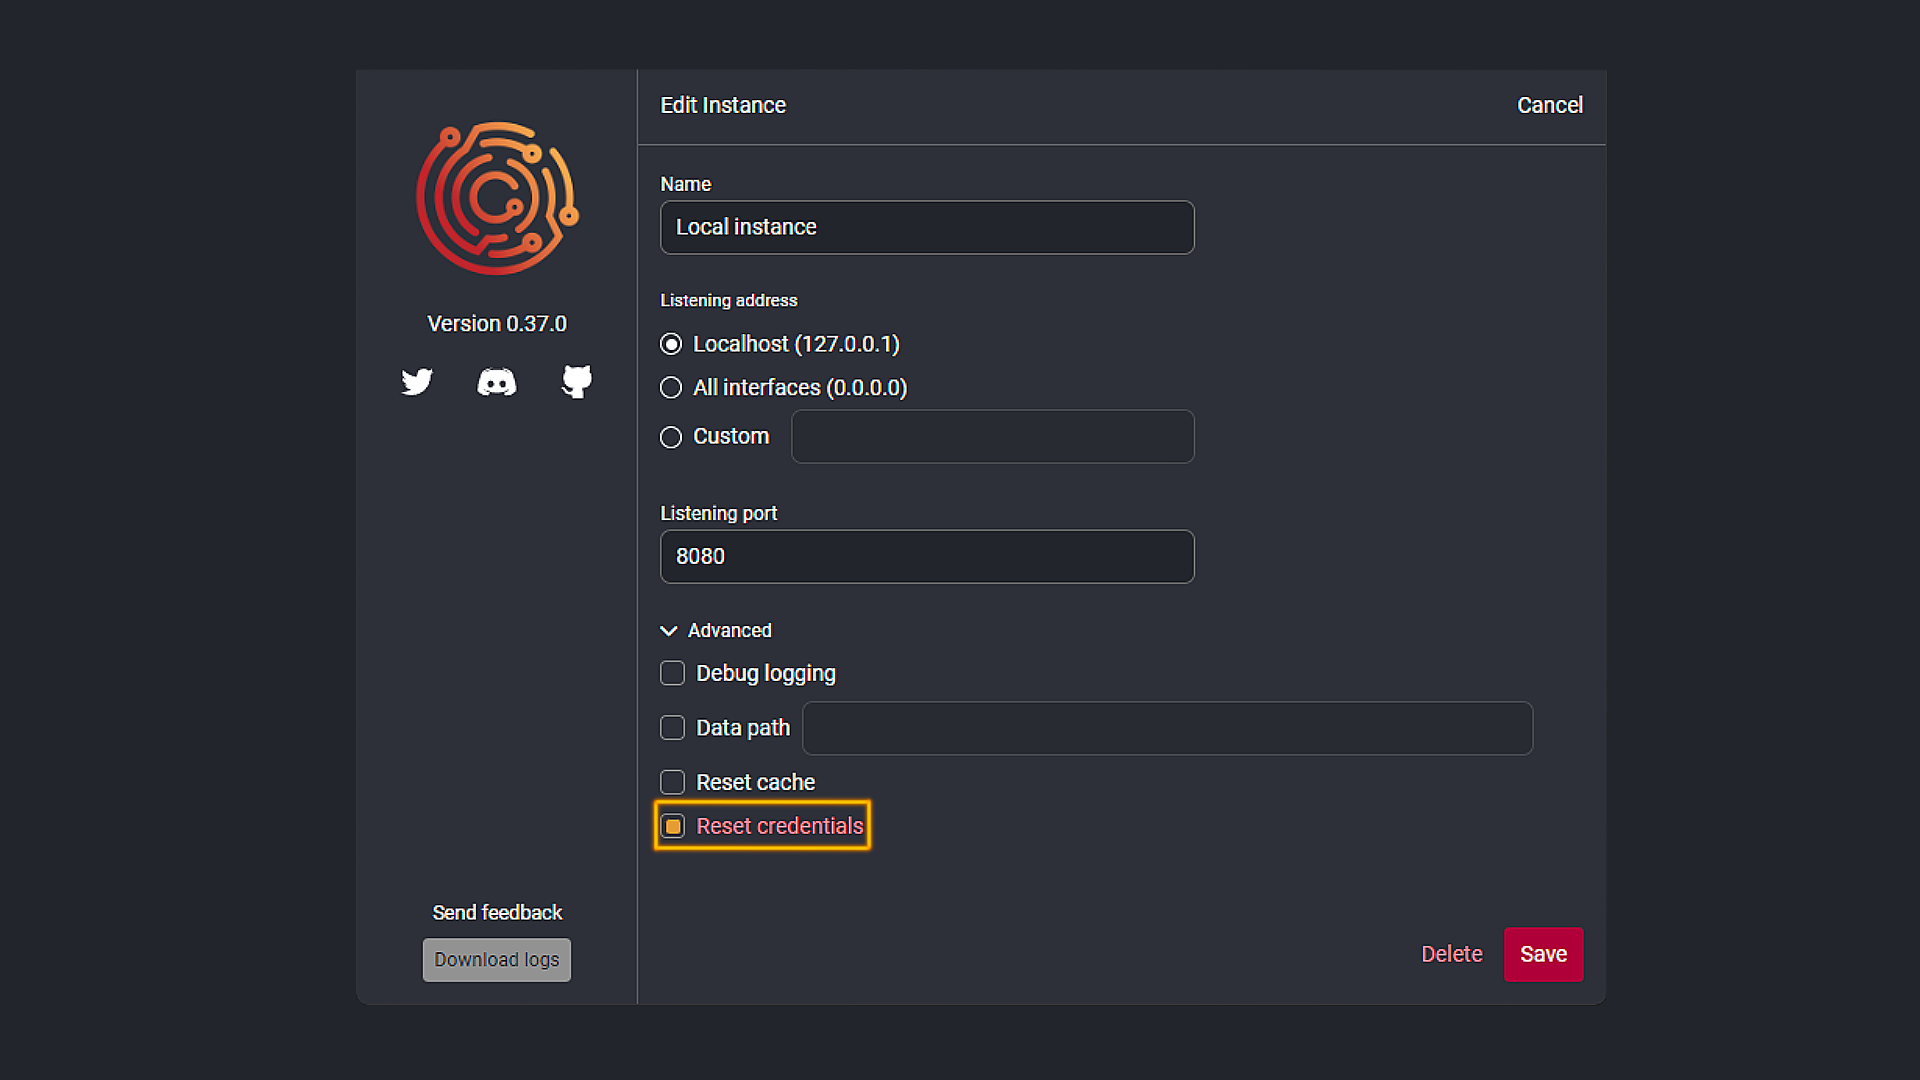 Edit Instance
Cancel
Version 0.37.0
Send feedback
Download logs
Name
Local instance
Listening address
Localhost (127.0.0.1)
All interfaces (0.0.0.0)
Custom
Listening port
8080
Advanced
Debug logging
Data path
Reset cache
Reset credentials
Delete
Save